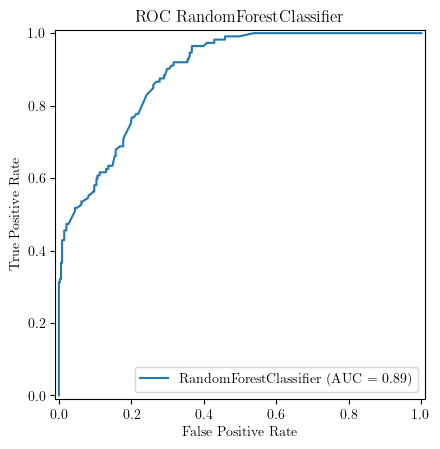 ROC RandomForestClassifier
1.0
0.8
0.6
0.4
0.2
0.0
True Positive Rate
RandomForestClassifier (AUC = 0.89)
0.0 0.2 0.4 0.6 0.8 1.0
False Positive Rate